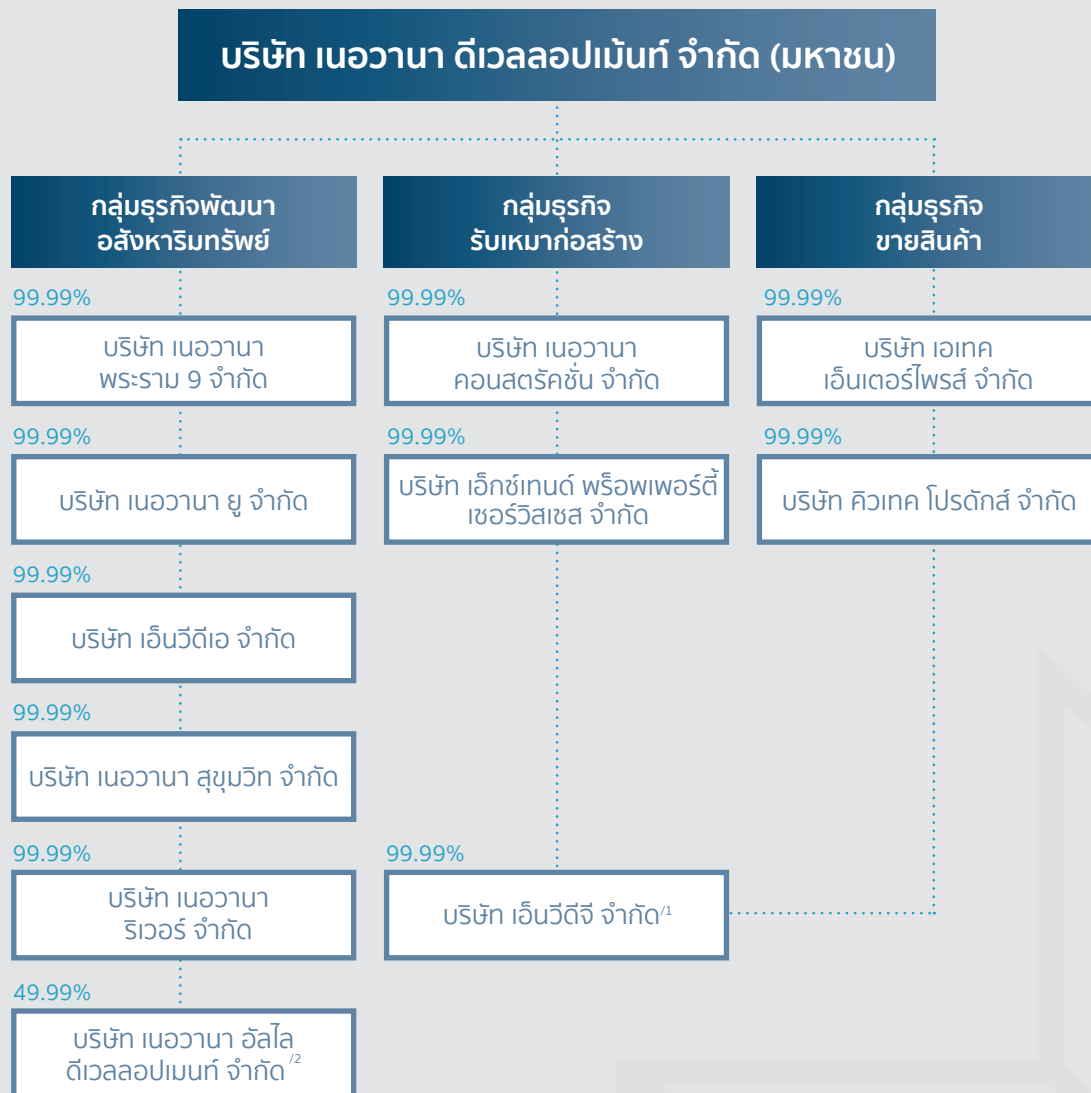 บริษัท เนอวานา ดีเวลลอปเม้นท์ จำกัด (มหาชน)
กลุ่มธุรกิจพัฒนา
อสังหาริมทรัพย์
99.99%
บริษัท เนอวานา
พระราม 9 จำกัด
99.99%
บริษัท เนอวานา ยู จำกัด
99.99%
บริษัท เอ็นวีดีเอ จำกัด
99.99%
บริษัท เนอวานา สุขุมวิท จำกัด
99.99%
บริษัท เนอวานา
ริเวอร์ จำกัด
49.99%
บริษัท เนอวานา อัลไล
ดีเวลลอปเมนท์ จำกัด /2
กลุ่มธุรกิจ
รับเหมาก่อสร้าง
99.99%
บริษัท เนอวานา
คอนสตรัคชั่น จำกัด
99.99%
บริษัท เอ็กซ์เทนด์ พร็อพเพอร์ตี้
เซอร์วิสเซส จำกัด
99.99%
บริษัท เอ็นวีดีจี จำกัด/1
กลุ่มธุรกิจ
ขายสินค้า
99.99%
บริษัท เอเทค
เอ็นเตอร์ไพรส์ จำกัด
99.99%
บริษัท คิวเทค โปรดักส์ จำกัด